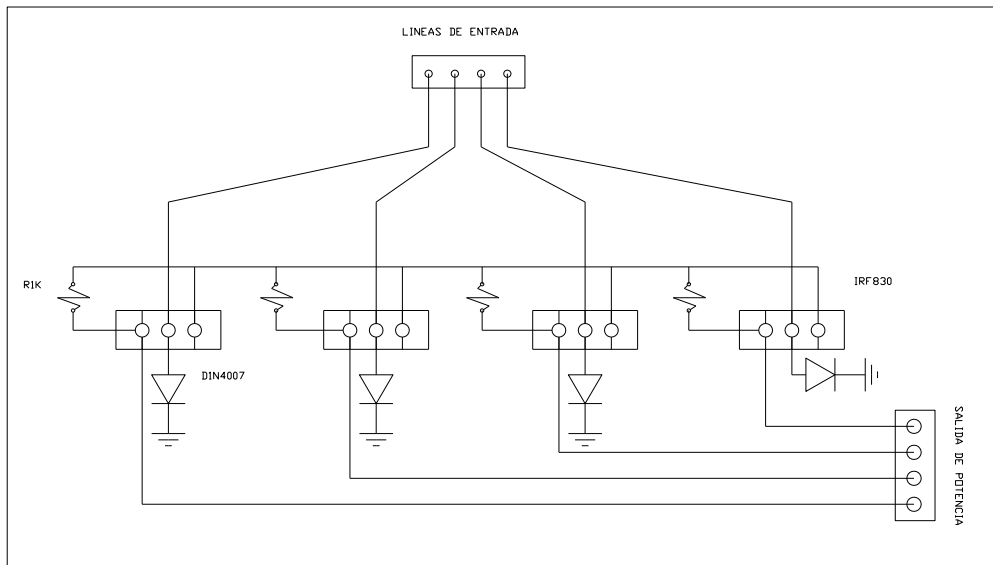 LINEAS DE ENTRADA
R1K
IRF830
DIN4007
SALIDA DE POTENCIA